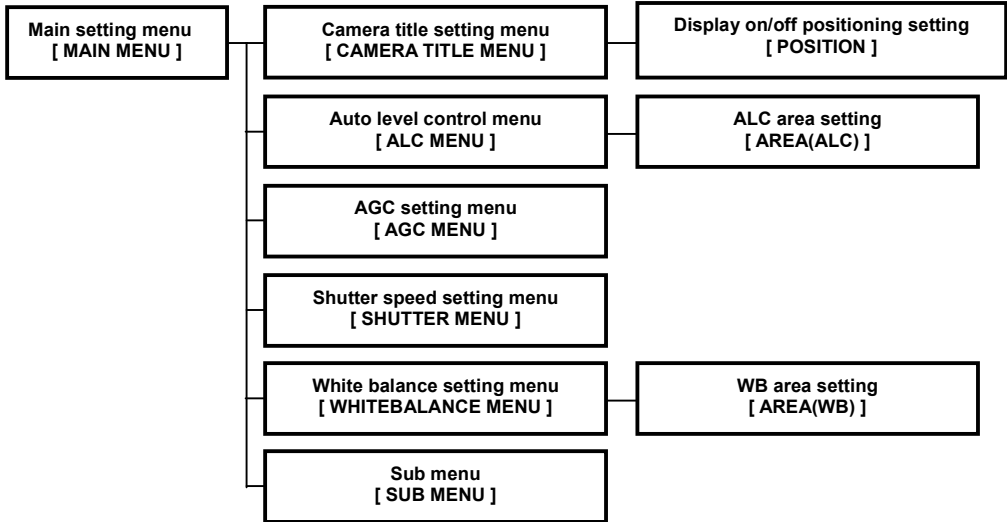 Main setting menu
[ MAIN MENU ]
Camera title setting menu
[ CAMERA TITLE MENU ]
Display on/off positioning setting
[ POSITION ]
Auto level control menu
[ ALC MENU ]
ALC area setting
[ AREA(ALC) ]
AGC setting menu
[ AGC MENU ]
Shutter speed setting menu
[ SHUTTER MENU ]
White balance setting menu
[ WHITEBALANCE MENU ]
WB area setting
[ AREA(WB) ]
Sub menu
[ SUB MENU ]